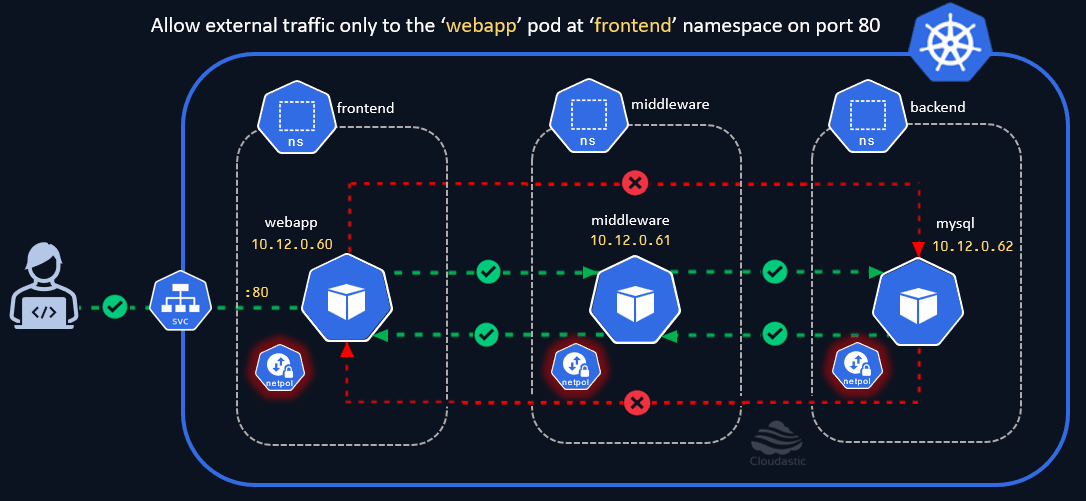 Allow external traffic only to the ‘webapp’ pod at ‘frontend’ namespace on port 80
frontend
ns
middleware
ns
backend
ns
webapp
10.12.0.60
middleware
10.12.0.61
mysql
10.12.0.62
</>
svc
:80
netpol
netpol
netpol
Cloudastic